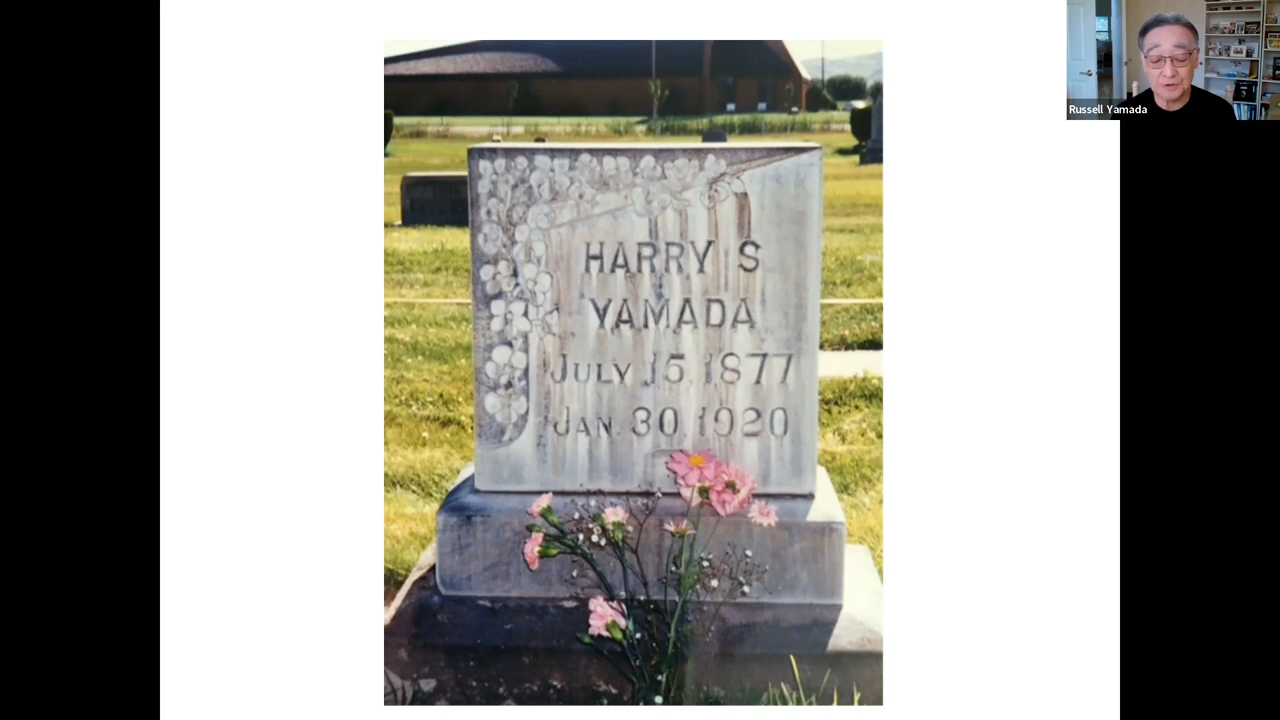 HARRY S
YAMADA
JULY 15, 1877
JAN. 30, 1920
Russell Yamada